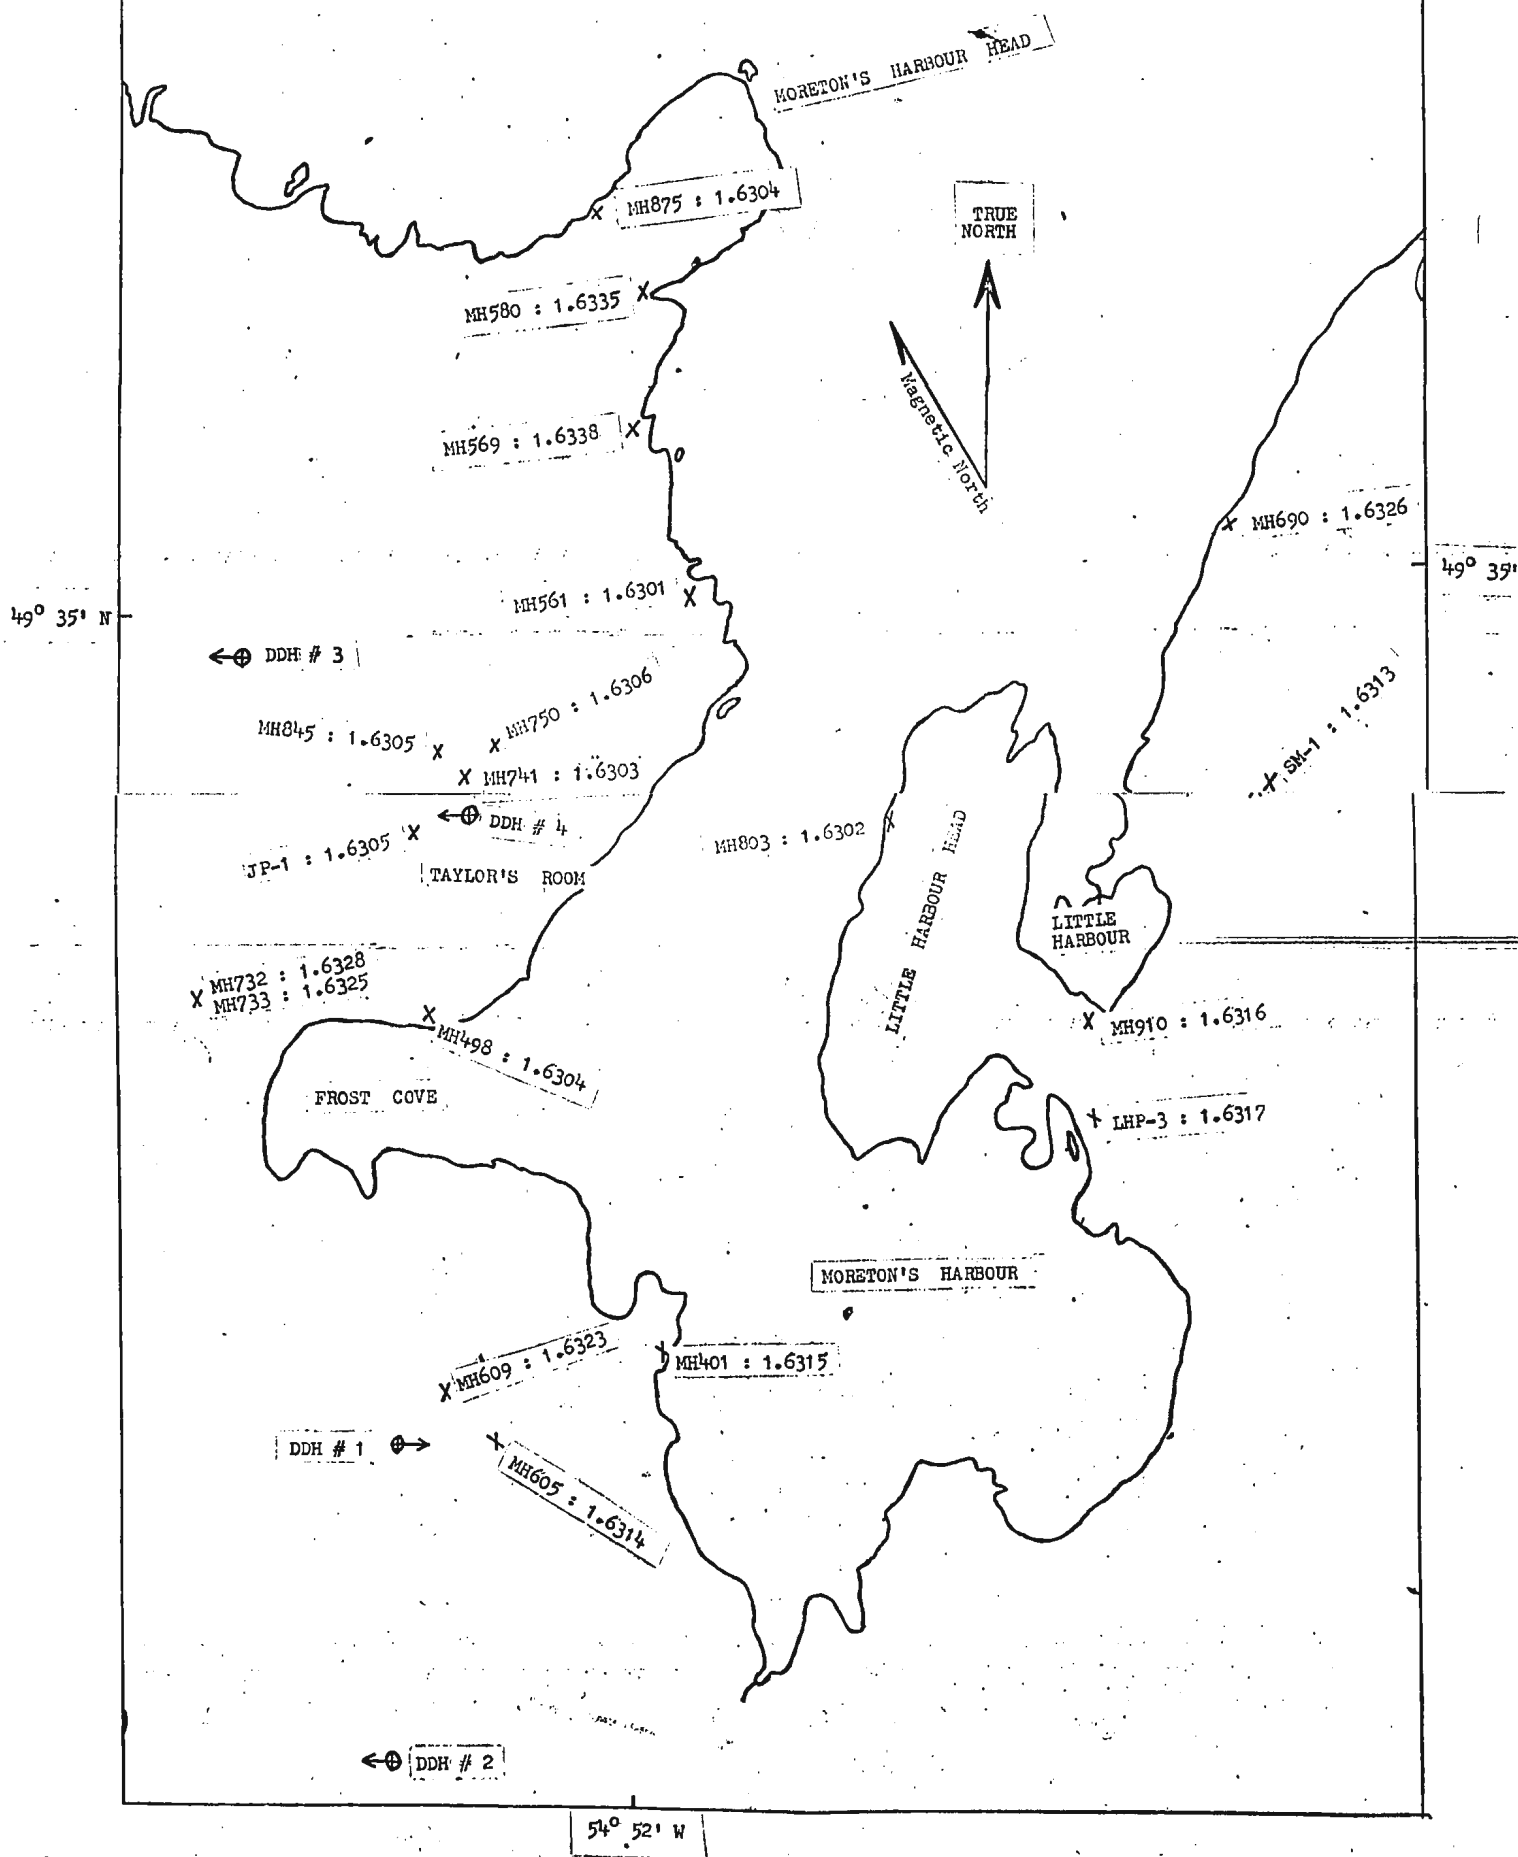 MORETON'S HARBOUR HEAD
MH875 : 1.6304
TRUE
NORTH
MH580 : 1.6335
Magnetic North
MH569 : 1.6338
MH690 : 1.6326
49° 35'
MH561 : 1.6301
49° 35' N
DDH # 3
MH750 : 1.6306
SM-1 : 1.6313
MH845 : 1.6305
MH741 : 1.6303
DDH # 4
MH803 : 1.6302
JP-1 : 1.6305
TAYLOR'S ROOM
LITTLE HARBOUR HEAD
LITTLE
HARBOUR
MH732 : 1.6328
MH733 : 1.6325
MH498 : 1.6304
MH910 : 1.6316
FROST COVE
LHP-3 : 1.6317
MORETON'S HARBOUR
MH609 : 1.6323
MH401 : 1.6315
DDH # 1
MH605 : 1.6314
DDH # 2
54° 52' W